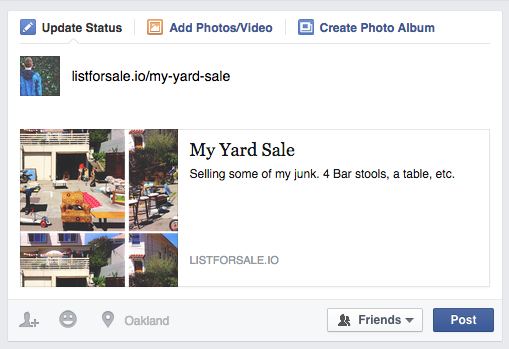 Update Status Add Photos/Video Create Photo Album
listforsale.io/my-yard-sale
My Yard Sale
Selling some of my junk. 4 Bar stools, a table, etc.
LISTFORSALE.IO
Oakland Friends Post